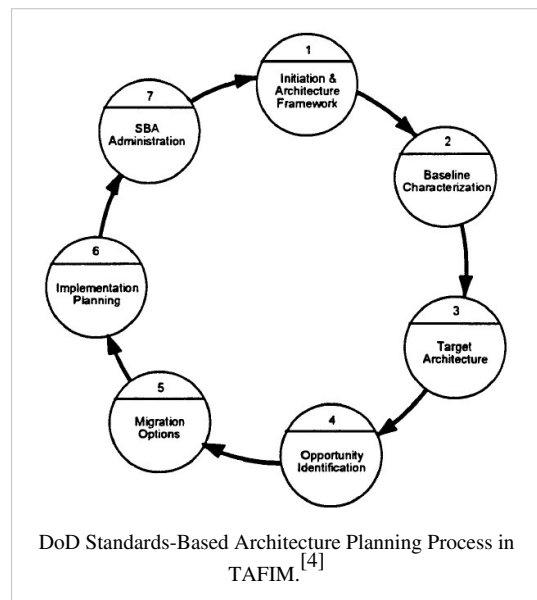 1
Initiation &
Architecture
Framework
2
Baseline
Characterization
3
Target
Architecture
4
Opportunity
Identification
5
Migration
Options
6
Implementation
Planning
7
SBA
Administration
DoD Standards-Based Architecture Planning Process in
TAFIM.[4]